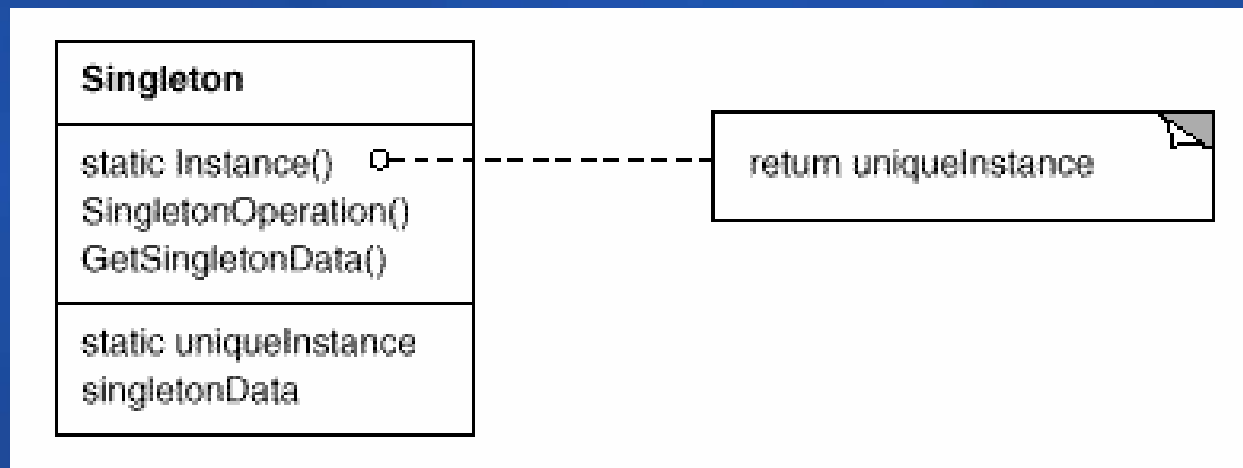 Singleton
static Instance()
SingletonOperation()
GetSingletonData()
static uniqueInstance
singletonData
return uniqueInstance